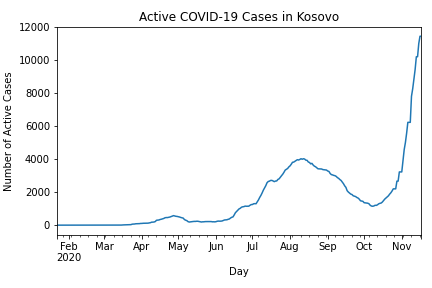 Active COVID-19 Cases in Kosovo
12000
10000
8000
6000
4000
2000
0
Number of Active Cases
Feb Mar Apr May Jun Jul Aug Sep Oct Nov
2020
Day